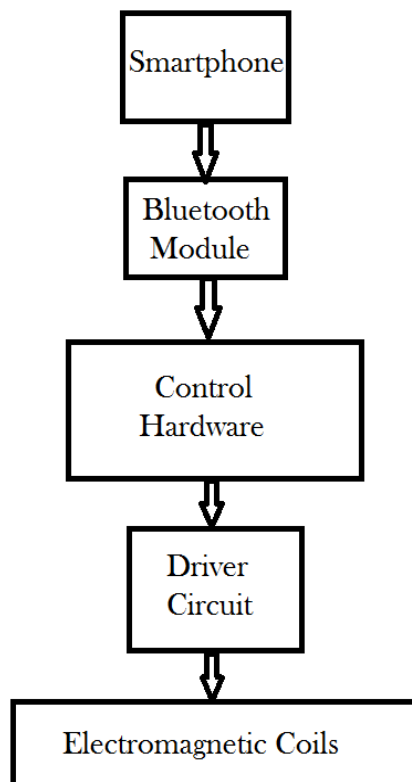 Smartphone
Bluetooth
Module
Control
Hardware
Driver
Circuit
Electromagnetic Coils